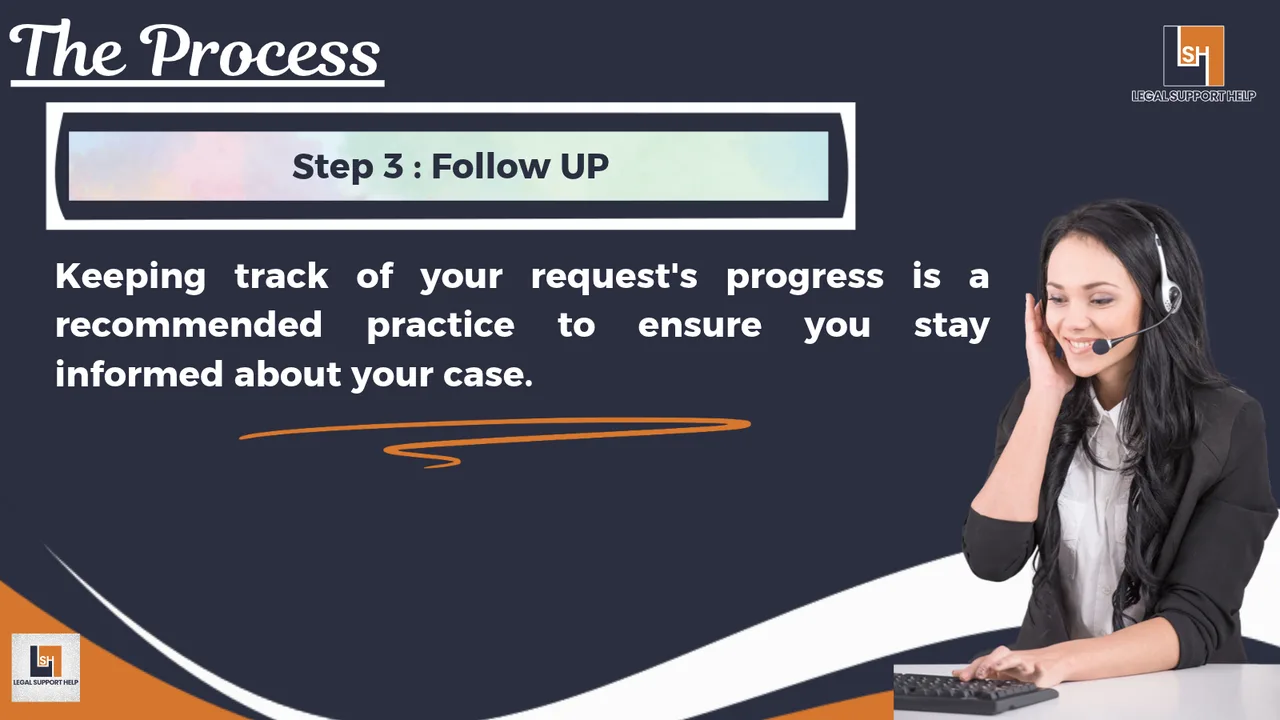 The Process
LSH
LEGAL SUPPORT HELP
Step 3 : Follow UP
Keeping track of your request's progress is a
recommended practice to ensure you stay
informed about your case.
LSH
LEGAL SUPPORT HELP